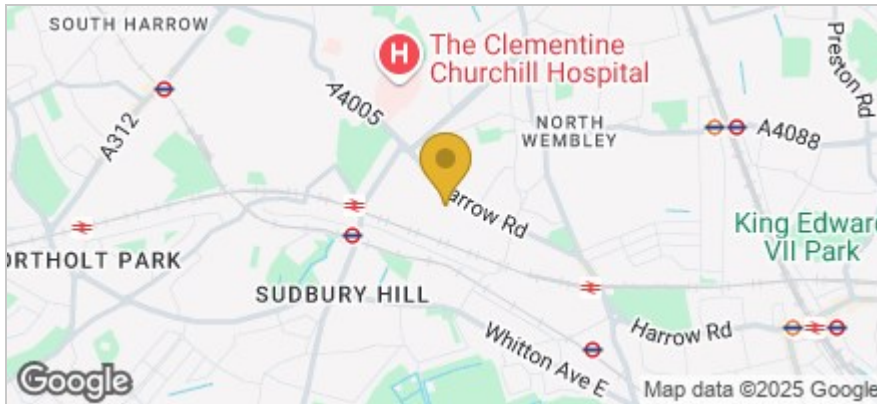 SOUTH HARROW
H
The Clementine
Churchill Hospital
Preston Rd
A4005
A312
NORTH
WEMBLEY
A4088
arrow Rd
King Edward
VII Park
ORTHOLT PARK
SUDBURY HILL
Harrow Rd
Whitton Ave E
Google
Map data ©2025 Google